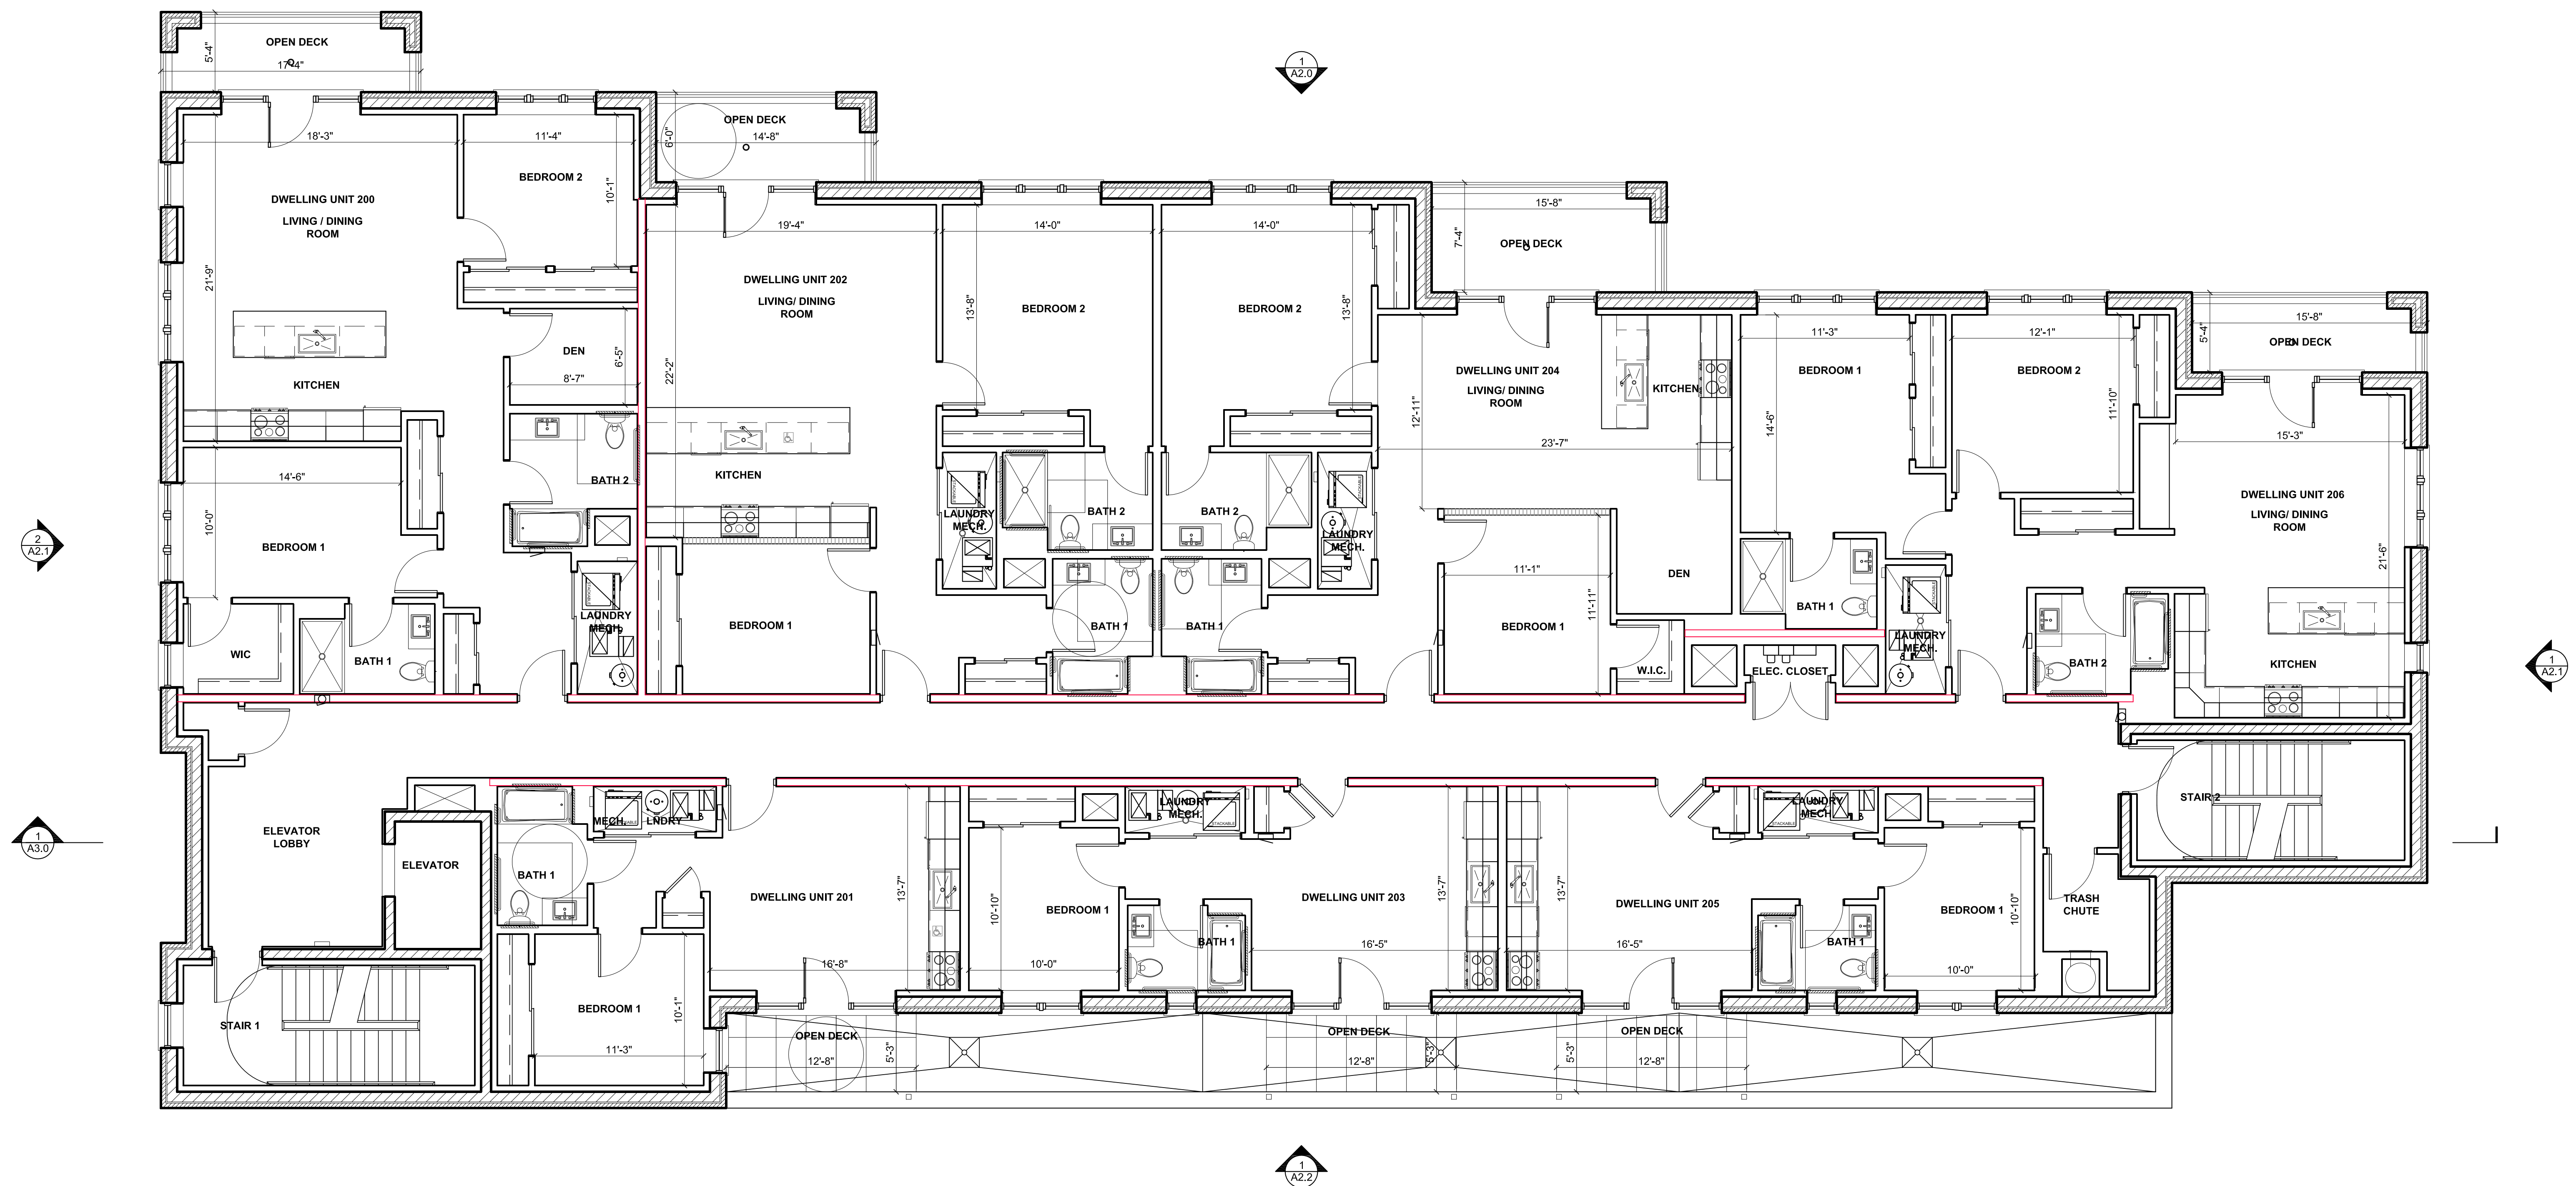 OPEN DECK
5'-4"
17'-4"
1
A2.0
18'-3"
11'-4"
BEDROOM 2
10'-1"
DWELLING UNIT 200
LIVING / DINING
ROOM
21'-9"
KITCHEN
DEN
6'-5"
8'-7"
BATH 2
14'-6"
10'-0"
BEDROOM 1
WIC
BATH 1
LAUNDRY
MECH.
STACKABLE
OPEN DECK
6'-0"
14'-8"
19'-4"
DWELLING UNIT 202
LIVING/ DINING
ROOM
22'-2"
KITCHEN
BEDROOM 1
14'-0"
13'-8"
BEDROOM 2
LAUNDRY
MECH.
STACKABLE
BATH 2
BATH 1
14'-0"
13'-8"
BEDROOM 2
BATH 2
LAUNDRY
MECH.
STACKABLE
BATH 1
OPEN DECK
15'-8"
7'-4"
DWELLING UNIT 204
LIVING/ DINING
ROOM
12'-11"
KITCHEN
23'-7"
11'-1"
11'-11"
BEDROOM 1
DEN
W.I.C.
ELEC. CLOSET
11'-3"
BEDROOM 1
14'-6"
BATH 1
LAUNDRY
MECH.
12'-1"
BEDROOM 2
11'-10"
15'-8"
5'-4"
OPEN DECK
15'-3"
DWELLING UNIT 206
LIVING/ DINING
ROOM
21'-6"
KITCHEN
BATH 2
2
A2.1
1
A2.1
1
A3.0
ELEVATOR
LOBBY
ELEVATOR
STAIR 1
MECH.
LNDRY
STACKABLE
BATH 1
DWELLING UNIT 201
13'-7"
16'-8"
BEDROOM 1
10'-1"
11'-3"
OPEN DECK
12'-8"
5'-3"
BEDROOM 1
10'-10"
10'-0"
LAUNDRY
MECH.
STACKABLE
BATH 1
DWELLING UNIT 203
13'-7"
16'-5"
OPEN DECK
12'-8"
5'-3"
DWELLING UNIT 205
13'-7"
16'-5"
LAUNDRY
MECH.
STACKABLE
BATH 1
BEDROOM 1
10'-10"
10'-0"
OPEN DECK
12'-8"
5'-3"
TRASH
CHUTE
STAIR 2
1
A2.2